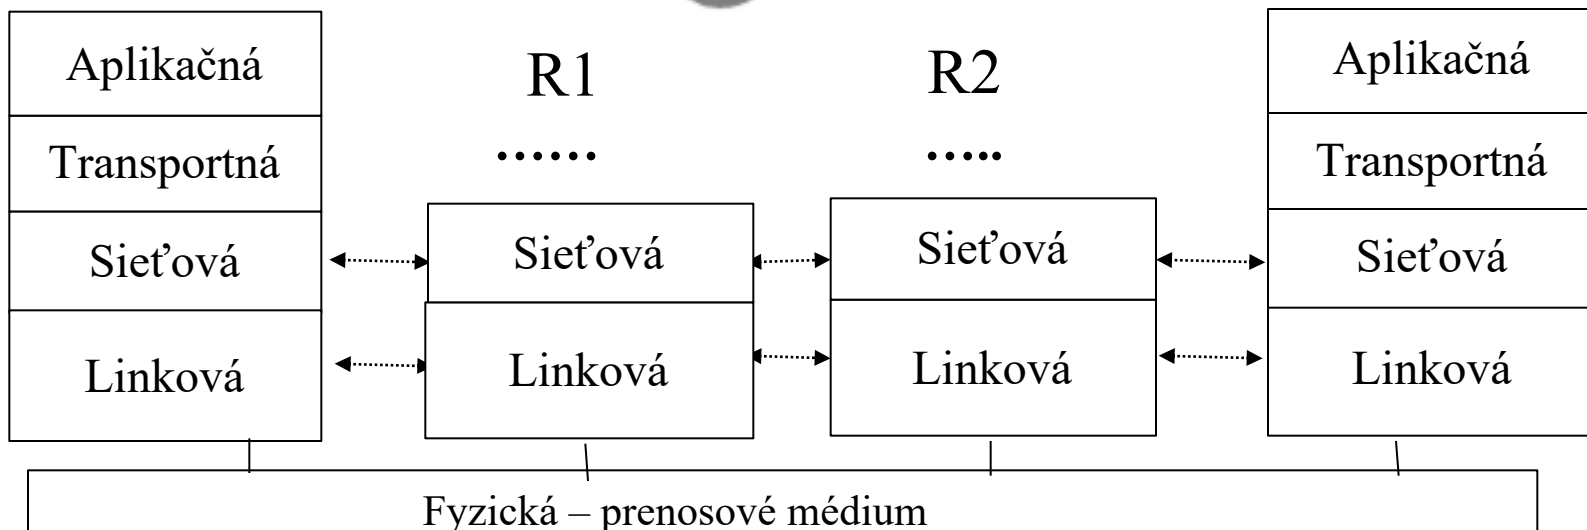 Aplikačná
Transportná
Sieťová
Linková
R1
......
Sieťová
Linková
R2
.....
Sieťová
Linková
Aplikačná
Transportná
Sieťová
Linková
Fyzická – prenosové médium